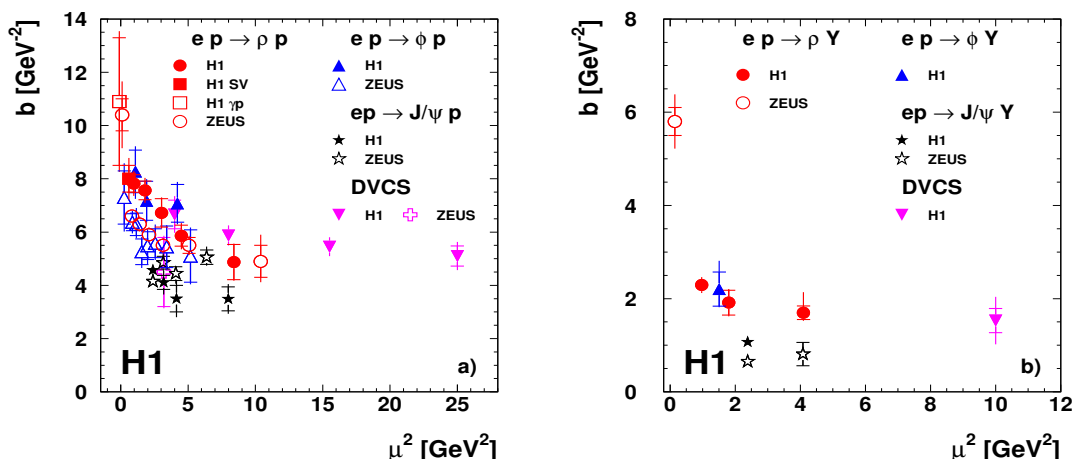 b [GeV⁻²]
14
12
10
8
6
4
2
0
e p → ρ p
H1
H1 SV
H1 γp
ZEUS
e p → ϕ p
H1
ZEUS
ep → J/ψ p
H1
ZEUS
DVCS
H1 ZEUS
H1
a)
0 5 10 15 20 25
μ² [GeV²]
b [GeV⁻²]
8
6
4
2
0
e p → ρ Y
H1
ZEUS
e p → ϕ Y
H1
ep → J/ψ Y
H1
ZEUS
DVCS
H1
H1
b)
0 2 4 6 8 10 12
μ² [GeV²]